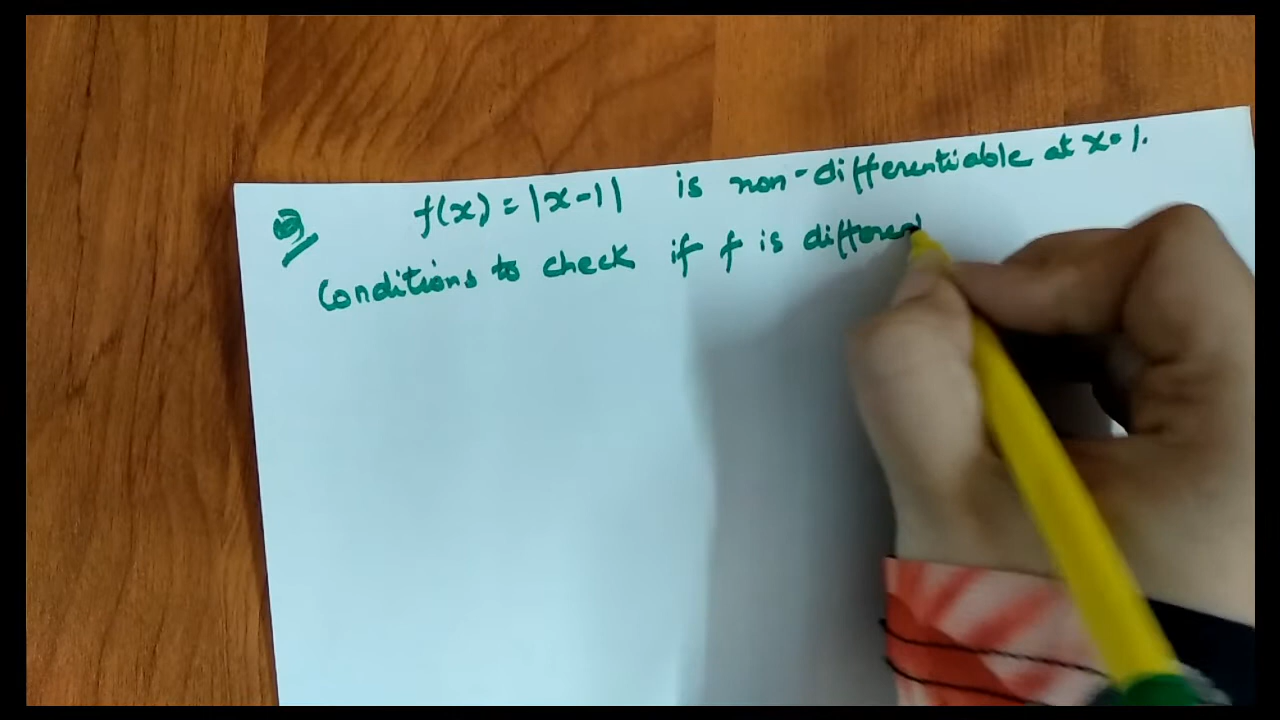 Q) f(x) = |x-1| is non-differentiable at x=1.
Conditions to check if f is differen